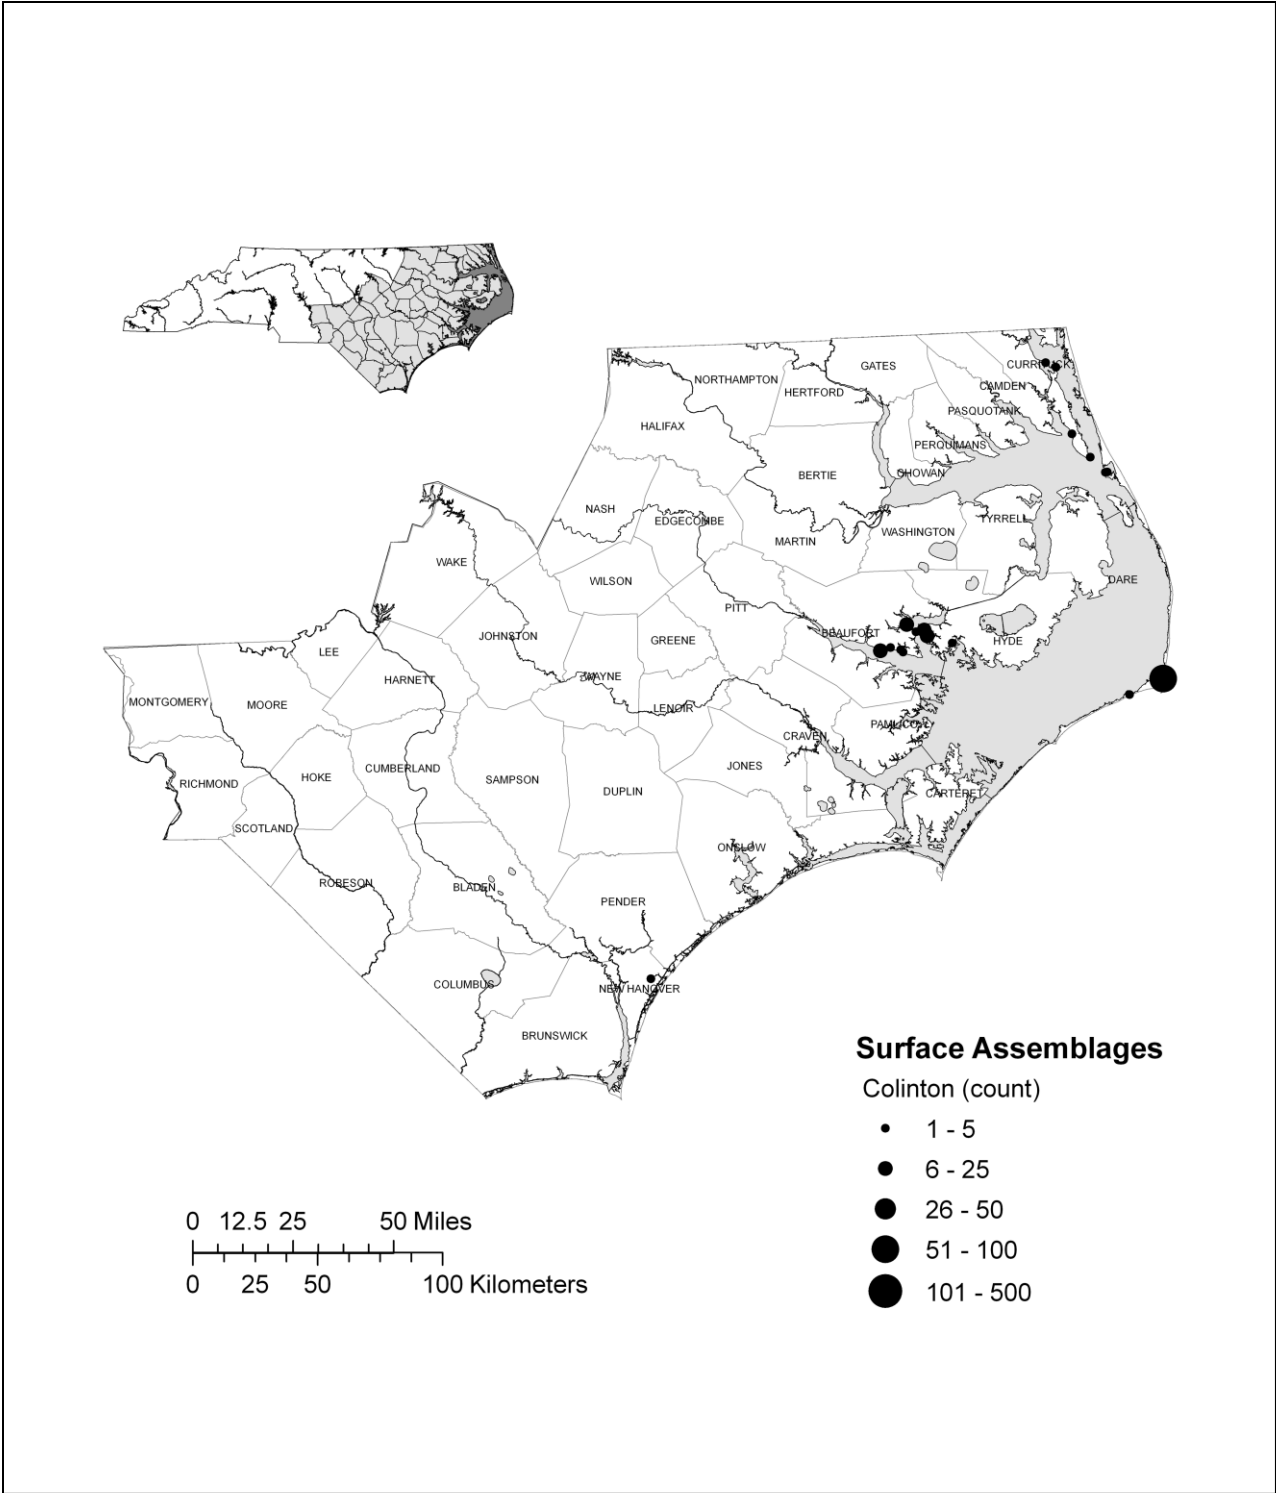 NORTHAMPTON
GATES
HERTFORD
CURRITUCK
CAMDEN
PASQUOTANK
HALIFAX
PERQUIMANS
BERTIE
CHOWAN
NASH
EDGECOMBE
MARTIN
WASHINGTON
TYRRELL
WAKE
WILSON
DARE
PITT
JOHNSTON
GREENE
BEAUFORT
HYDE
LEE
HARNETT
WAYNE
MONTGOMERY
MOORE
LENOIR
CRAVEN
PAMLICO
RICHMOND
HOKE
CUMBERLAND
SAMPSON
JONES
DUPLIN
CARTERET
SCOTLAND
ONSLOW
ROBESON
BLADEN
PENDER
COLUMBUS
NEW HANOVER
BRUNSWICK
Surface Assemblages
Colinton (count)
1 - 5
6 - 25
26 - 50
51 - 100
101 - 500
0 12.5 25 50 Miles
0 25 50 100 Kilometers